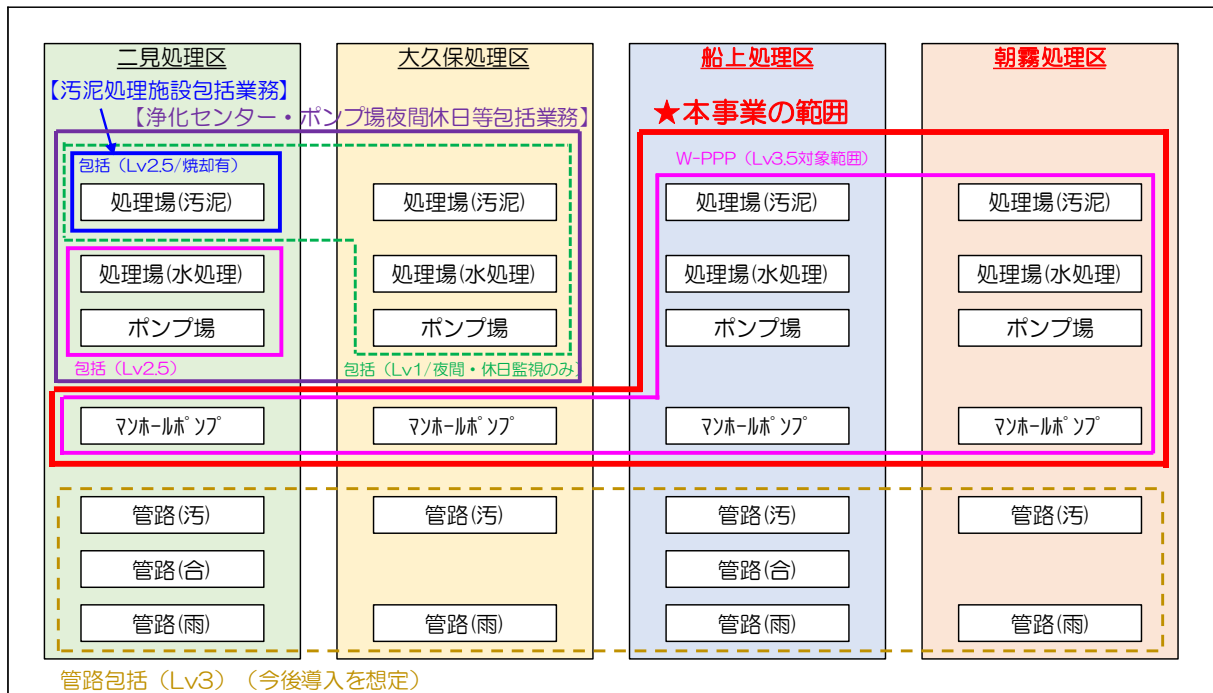 二見処理区
大久保処理区
船上処理区
朝霧処理区
【汚泥処理施設包括業務】
【浄化センター・ポンプ場夜間休日等包括業務】
★本事業の範囲
包括（Lv2.5/焼却有）
W-PPP（Lv3.5対象範囲）
処理場(汚泥)
処理場(汚泥)
処理場(汚泥)
処理場(汚泥)
処理場(水処理)
処理場(水処理)
処理場(水処理)
処理場(水処理)
ポンプ場
ポンプ場
ポンプ場
ポンプ場
包括（Lv2.5）
包括（Lv1/夜間・休日監視のみ）
ﾏﾝﾎｰﾙﾎﾟﾝﾌﾟ
ﾏﾝﾎｰﾙﾎﾟﾝﾌﾟ
ﾏﾝﾎｰﾙﾎﾟﾝﾌﾟ
ﾏﾝﾎｰﾙﾎﾟﾝﾌﾟ
管路(汚)
管路(汚)
管路(汚)
管路(汚)
管路(合)
管路(合)
管路(雨)
管路(雨)
管路(雨)
管路(雨)
管路包括（Lv3）（今後導入を想定）